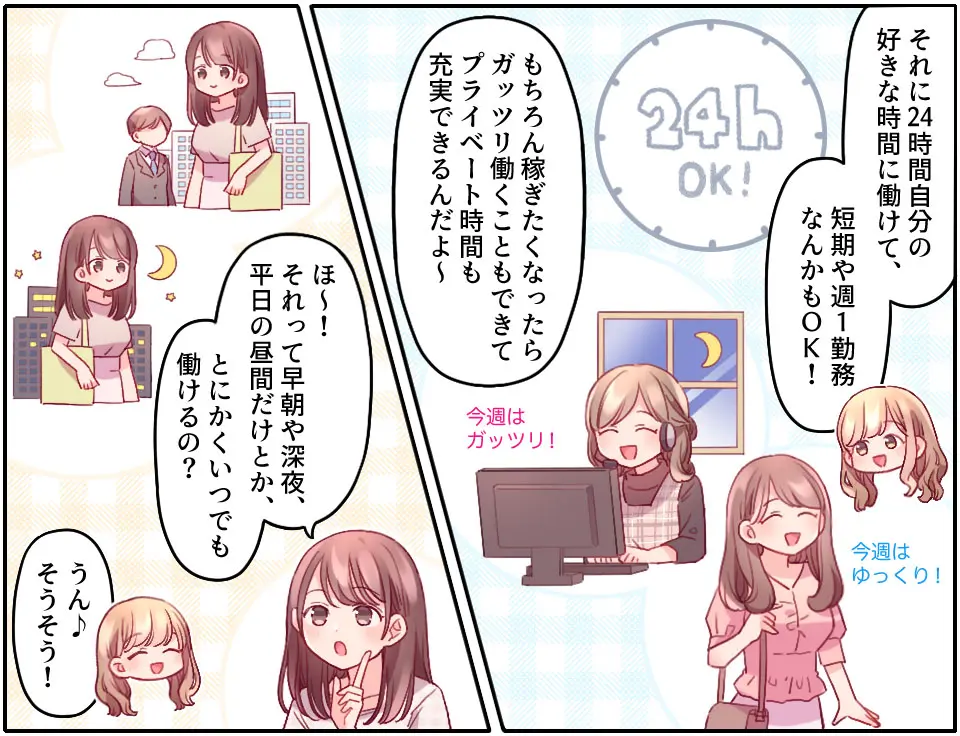 それに24時間自分の
好きな時間に働けて、
短期や週1勤務
なんかもOK！
24h
OK!
もちろん稼ぎたくなったら
ガッツリ働くこともできて
プライベート時間も
充実できるんだよ〜
今週は
ガッツリ！
今週は
ゆっくり！
ほ〜！
それって早朝や深夜、
平日の昼間だけとか、
とにかくいつでも
働けるの？
うん♪
そうそう！